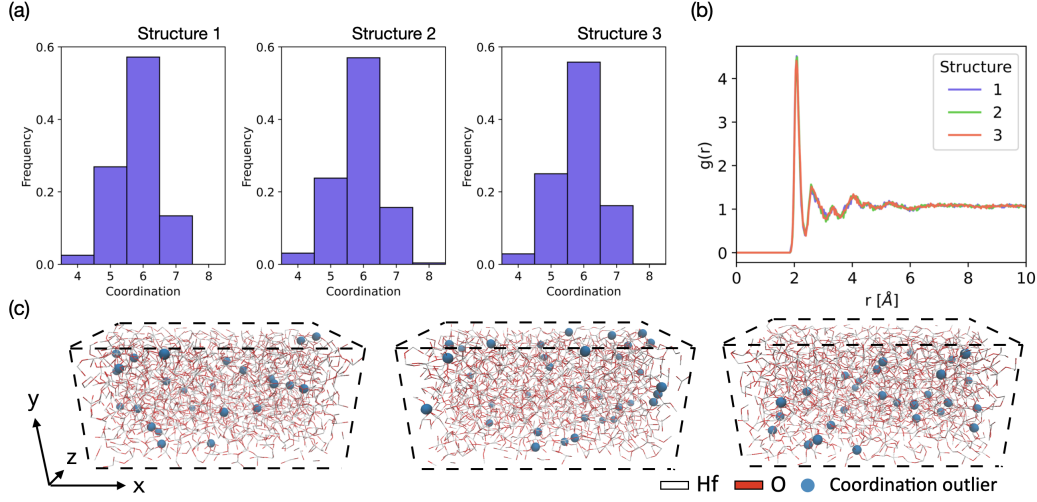 (a)
Structure 1
Structure 2
Structure 3
0.6
0.4
0.2
0.0
Frequency
4 5 6 7 8
Coordination
0.6
0.4
0.2
0.0
Frequency
4 5 6 7 8
Coordination
0.6
0.4
0.2
0.0
Frequency
4 5 6 7 8
Coordination
(b)
4
3
2
1
0
g(r)
Structure
1
2
3
0 2 4 6 8 10
r [Å]
(c)
y
z
x
Hf O Coordination outlier